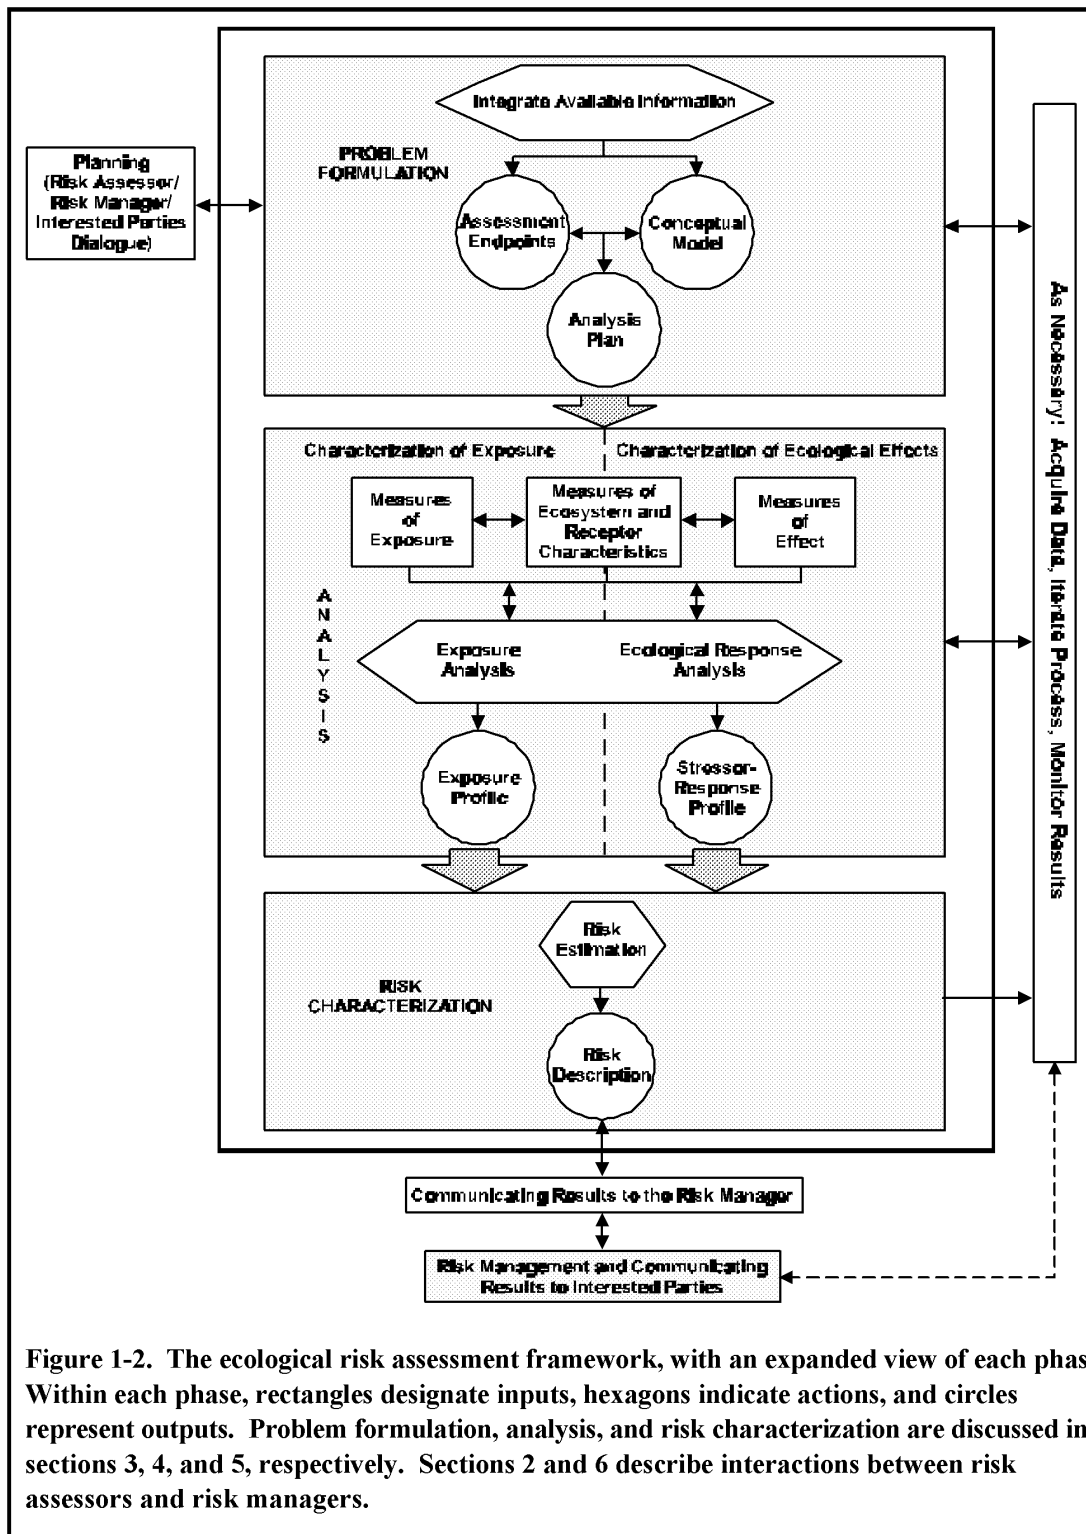 Integrate Available Information
PROBLEM
FORMULATION
Planning
(Risk Assessor/
Risk Manager/
Interested Parties
Dialogue)
Assessment
Endpoints
Conceptual
Model
Analysis
Plan
As Necessary: Acquire Data, Iterate Process, Monitor Results
Characterization of Exposure
Characterization of Ecological Effects
Measures
of
Exposure
Measures of
Ecosystem and
Receptor
Characteristics
Measures
of
Effect
ANALYSIS
Exposure
Analysis
Ecological Response
Analysis
Exposure
Profile
Stressor-
Response
Profile
Risk
Estimation
RISK
CHARACTERIZATION
Risk
Description
Communicating Results to the Risk Manager
Risk Management and Communicating
Results to Interested Parties
Figure 1-2. The ecological risk assessment framework, with an expanded view of each phas
Within each phase, rectangles designate inputs, hexagons indicate actions, and circles
represent outputs. Problem formulation, analysis, and risk characterization are discussed in
sections 3, 4, and 5, respectively. Sections 2 and 6 describe interactions between risk
assessors and risk managers.